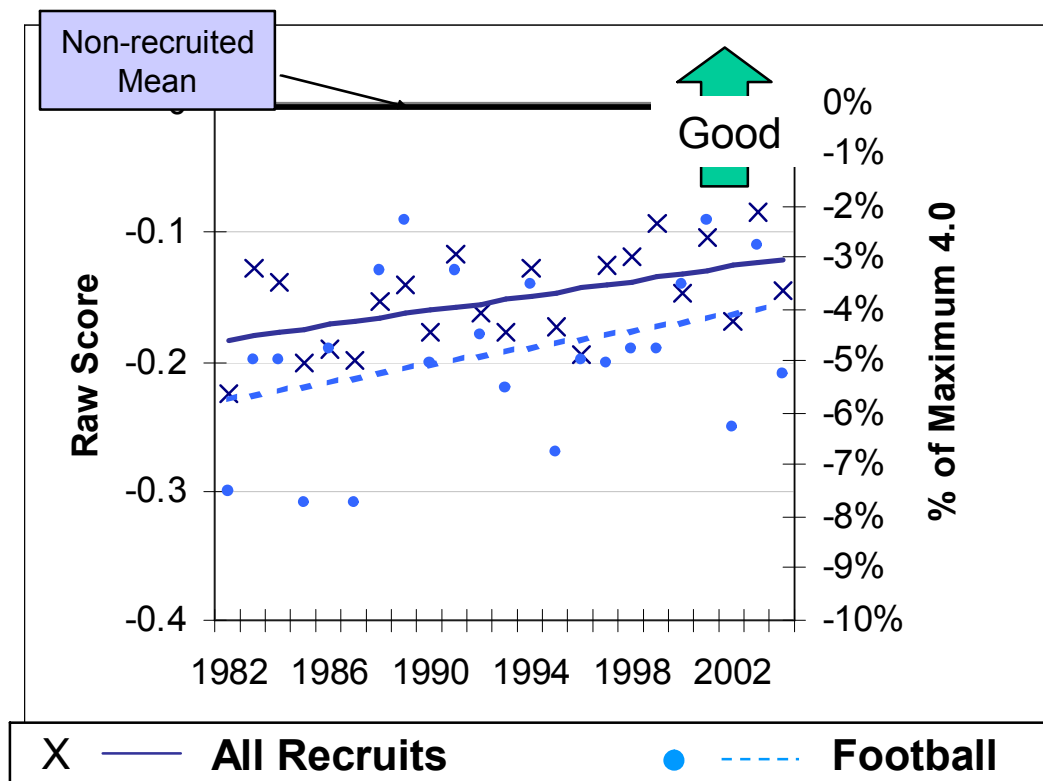 Non-recruited
Mean
Good
0%
-1%
-2%
-3%
-4%
-5%
-6%
-7%
-8%
-9%
-10%
% of Maximum 4.0
Raw Score
-0.1
-0.2
-0.3
-0.4
1982 1986 1990 1994 1998 2002
X All Recruits Football